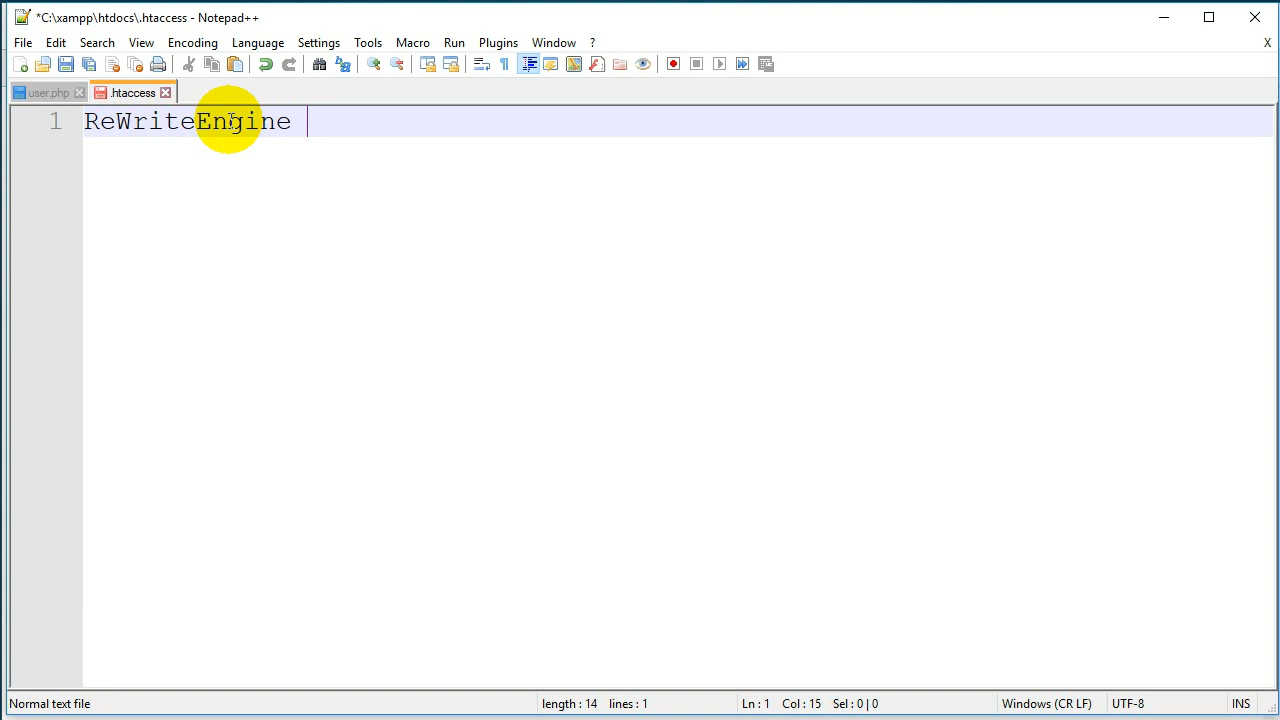 *C:\xampp\htdocs\.htaccess - Notepad++
File Edit Search View Encoding Language Settings Tools Macro Run Plugins Window ? X
user.php .htaccess
1 ReWriteEngine
Normal text file length : 14 lines : 1 Ln : 1 Col : 15 Sel : 0 | 0 Windows (CR LF) UTF-8 INS